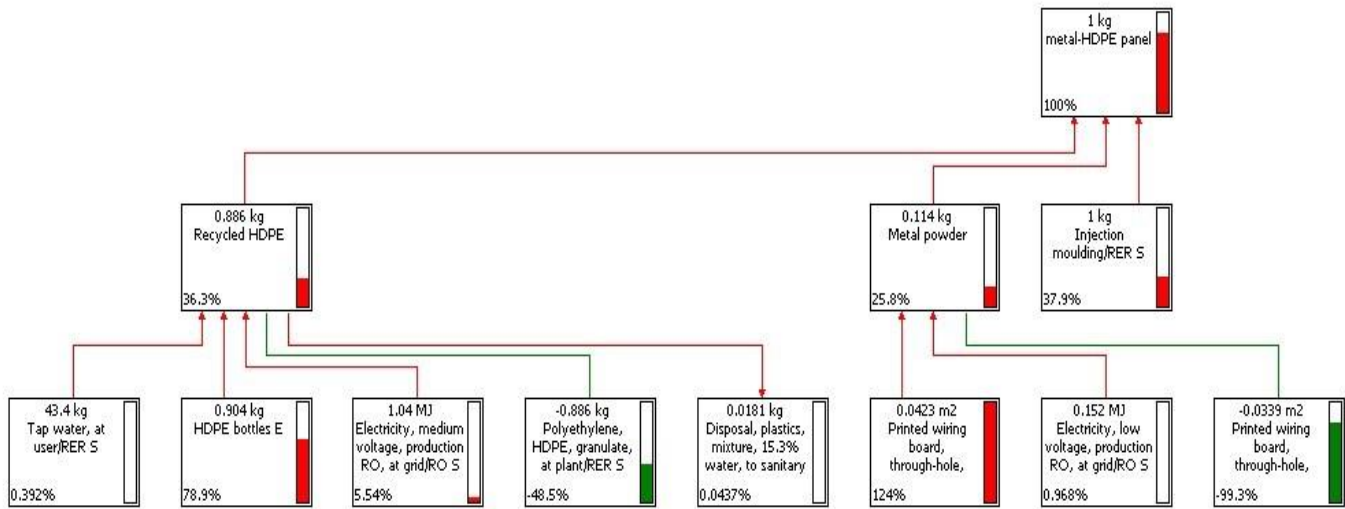 1 kg
metal-HDPE panel
100%
0.886 kg
Recycled HDPE
36.3%
0.114 kg
Metal powder
25.8%
1 kg
Injection
moulding/RER S
37.9%
43.4 kg
Tap water, at
user/RER S
0.392%
0.904 kg
HDPE bottles E
78.9%
1.04 MJ
Electricity, medium
voltage, production
RO, at grid/RO S
5.54%
-0.886 kg
Polyethylene,
HDPE, granulate,
at plant/RER S
-48.5%
0.0181 kg
Disposal, plastics,
mixture, 15.3%
water, to sanitary
0.0437%
0.0423 m2
Printed wiring
board,
through-hole,
124%
0.152 MJ
Electricity, low
voltage, production
RO, at grid/RO S
0.968%
-0.0339 m2
Printed wiring
board,
through-hole,
-99.3%